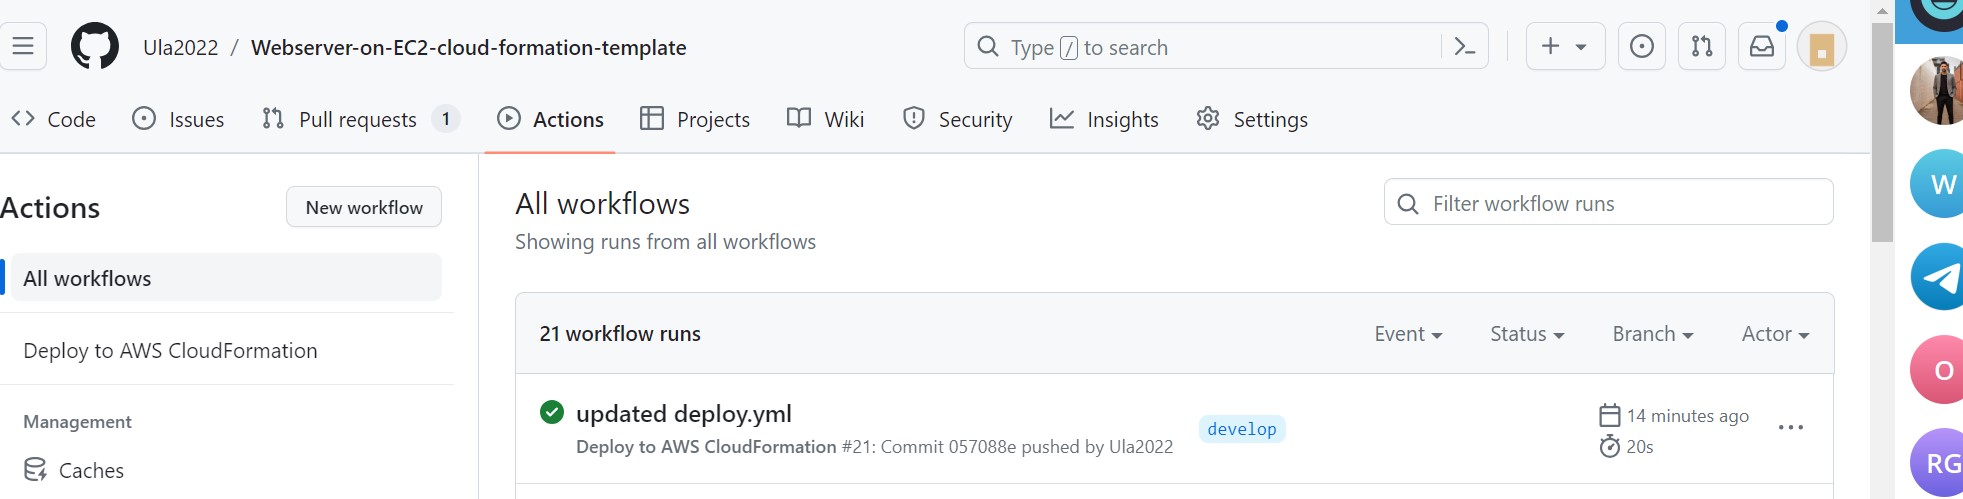 Ula2022 / Webserver-on-EC2-cloud-formation-template
Type / to search
Code
Issues
Pull requests 1
Actions
Projects
Wiki
Security
Insights
Settings
Actions
New workflow
All workflows
Deploy to AWS CloudFormation
Management
Caches
All workflows
Showing runs from all workflows
Filter workflow runs
21 workflow runs
Event
Status
Branch
Actor
updated deploy.yml
Deploy to AWS CloudFormation #21: Commit 057088e pushed by Ula2022
develop
14 minutes ago
20s
W
O
RG